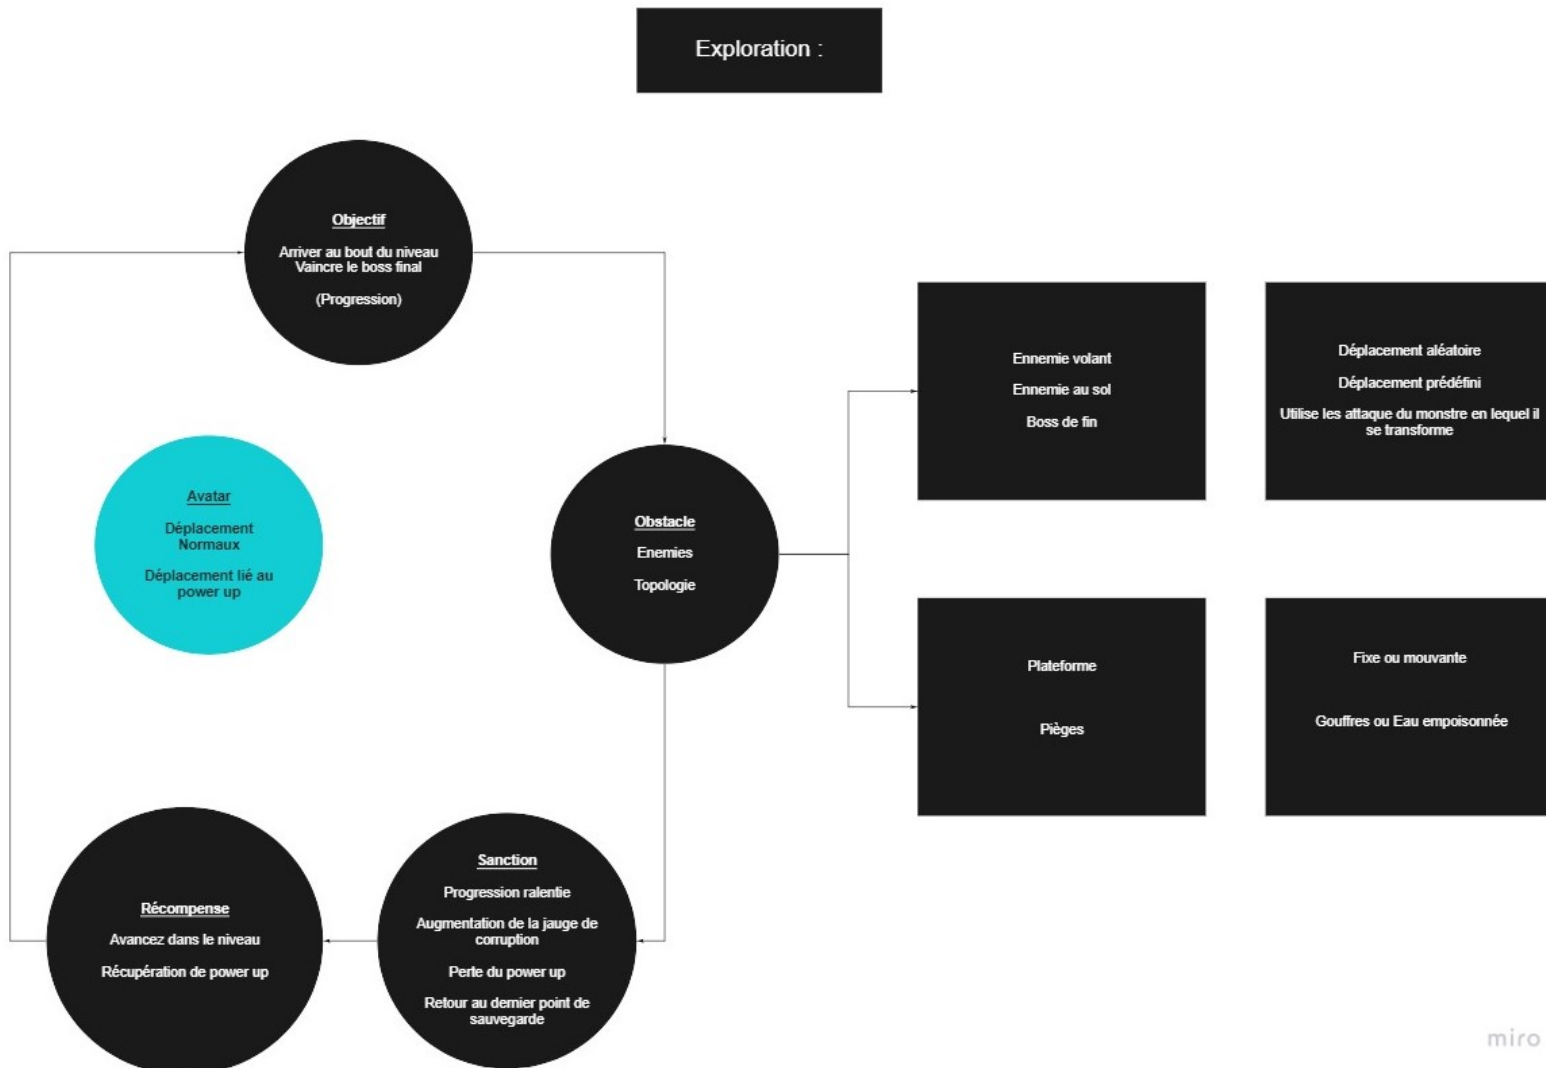 Exploration :
Objectif
Arriver au bout du niveau
Vaincre le boss final
(Progression)
Avatar
Déplacement
Normaux
Déplacement lié au
power up
Obstacle
Enemies
Topologie
Ennemie volant
Ennemie au sol
Boss de fin
Déplacement aléatoire
Déplacement prédéfini
Utilise les attaque du monstre en lequel il
se transforme
Plateforme
Pièges
Fixe ou mouvante
Gouffres ou Eau empoisonnée
Sanction
Progression ralentie
Augmentation de la jauge de
corruption
Perte du power up
Retour au dernier point de
sauvegarde
Récompense
Avancez dans le niveau
Récupération de power up
miro